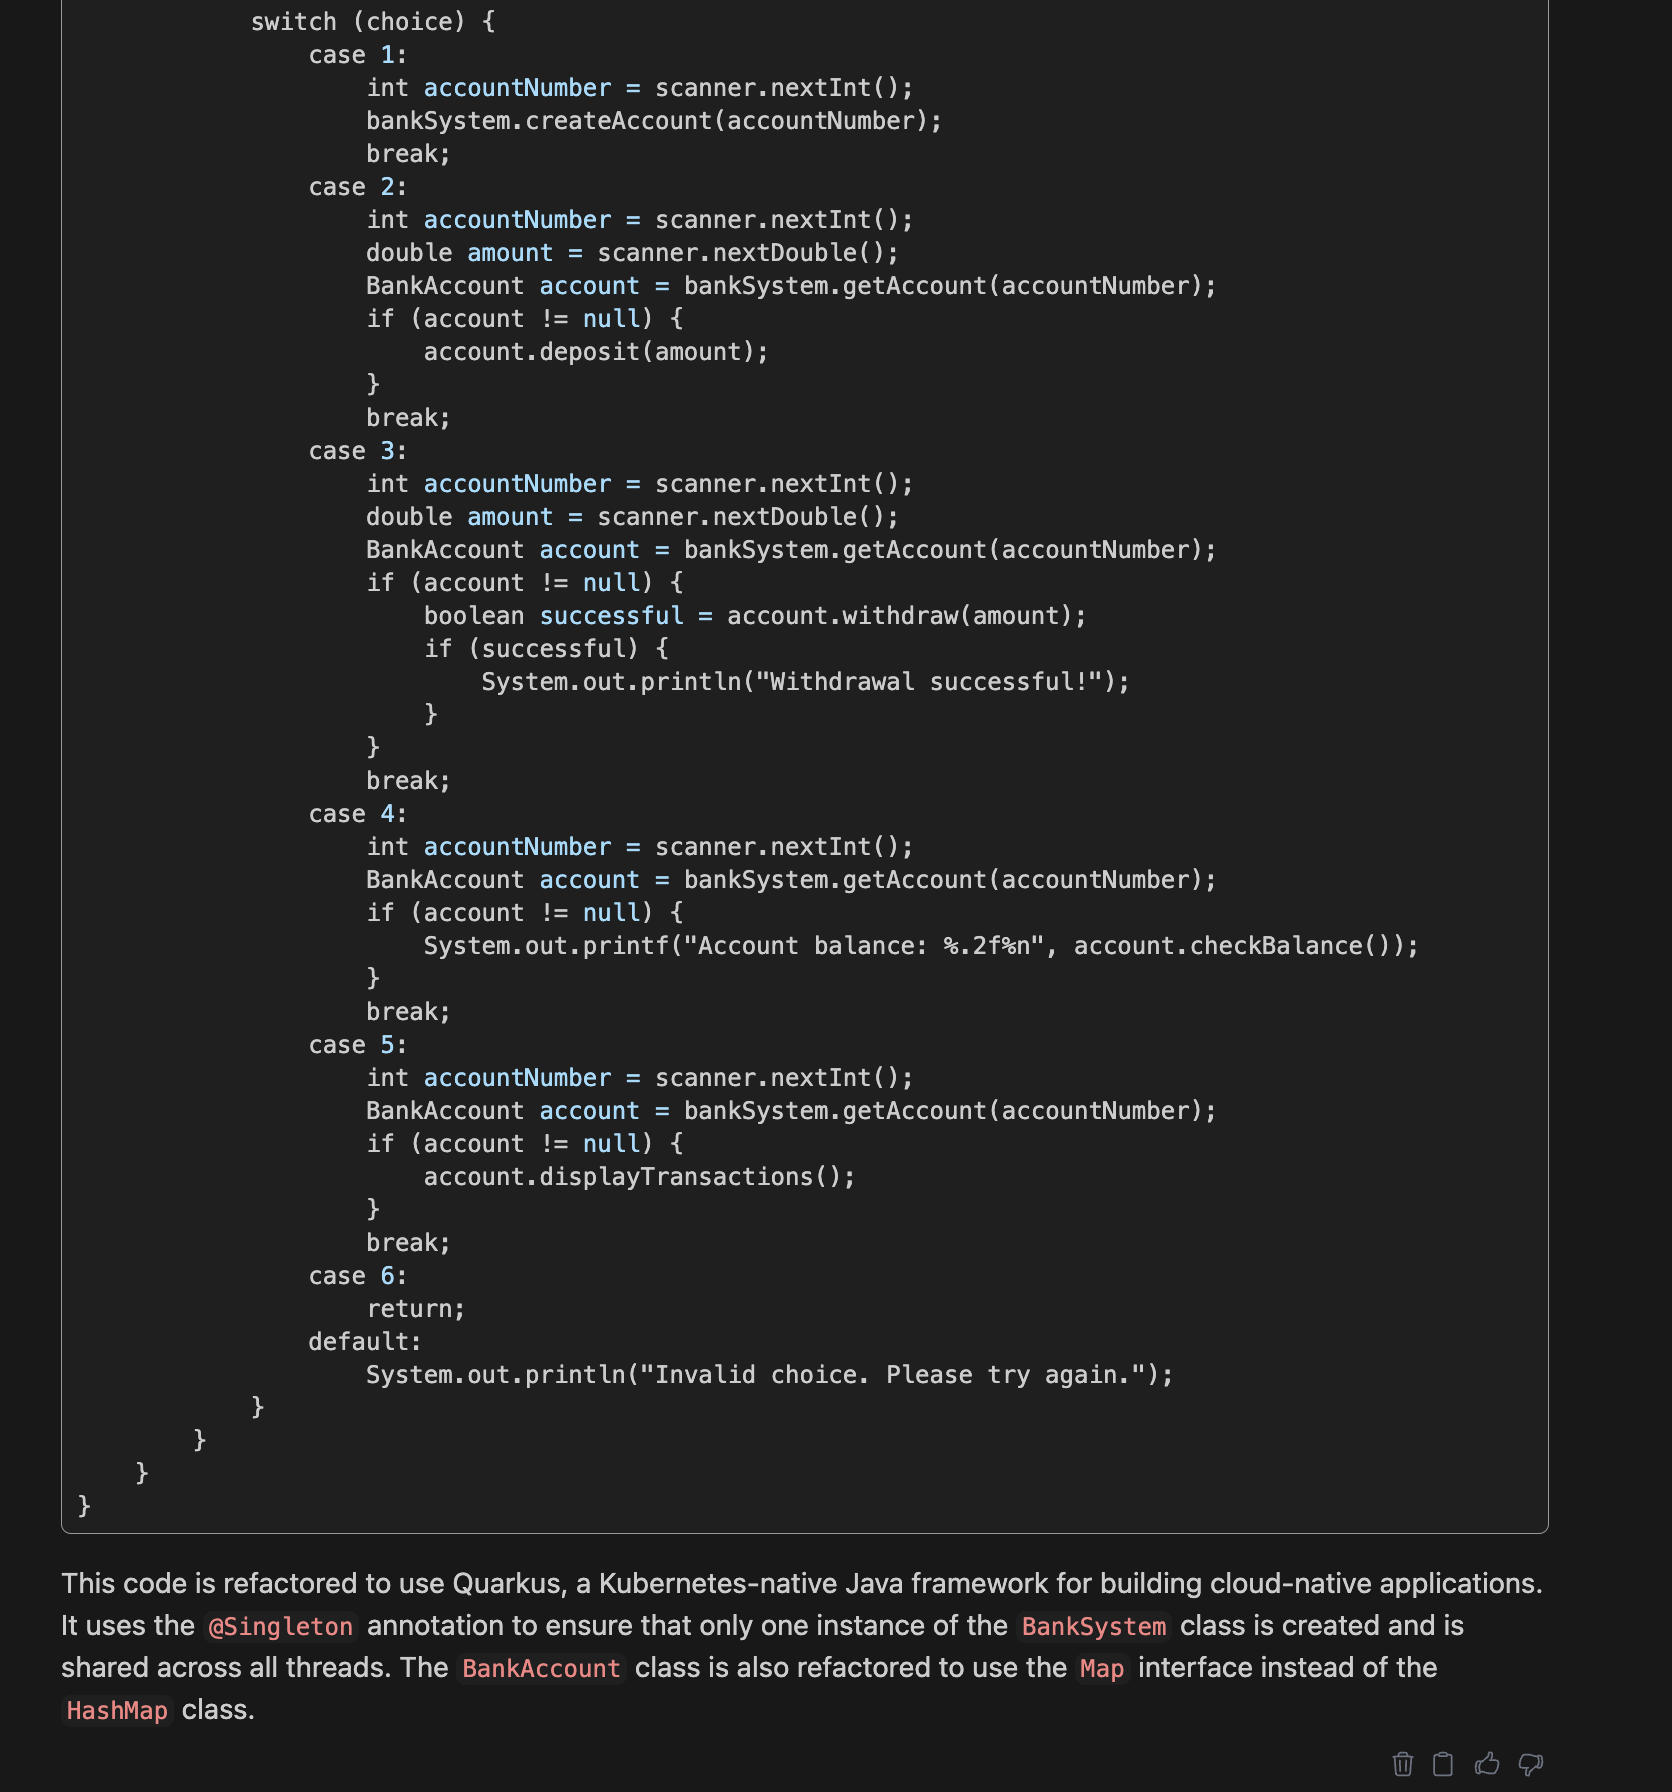 switch (choice) {
case 1:
int accountNumber = scanner.nextInt();
bankSystem.createAccount(accountNumber);
break;
case 2:
int accountNumber = scanner.nextInt();
double amount = scanner.nextDouble();
BankAccount account = bankSystem.getAccount(accountNumber);
if (account != null) {
account.deposit(amount);
}
break;
case 3:
int accountNumber = scanner.nextInt();
double amount = scanner.nextDouble();
BankAccount account = bankSystem.getAccount(accountNumber);
if (account != null) {
boolean successful = account.withdraw(amount);
if (successful) {
System.out.println("Withdrawal successful!");
}
}
break;
case 4:
int accountNumber = scanner.nextInt();
BankAccount account = bankSystem.getAccount(accountNumber);
if (account != null) {
System.out.printf("Account balance: %.2f%n", account.checkBalance());
}
break;
case 5:
int accountNumber = scanner.nextInt();
BankAccount account = bankSystem.getAccount(accountNumber);
if (account != null) {
account.displayTransactions();
}
break;
case 6:
return;
default:
System.out.println("Invalid choice. Please try again.");
}
}
}
}
This code is refactored to use Quarkus, a Kubernetes-native Java framework for building cloud-native applications.
It uses the @Singleton annotation to ensure that only one instance of the BankSystem class is created and is
shared across all threads. The BankAccount class is also refactored to use the Map interface instead of the
HashMap class.